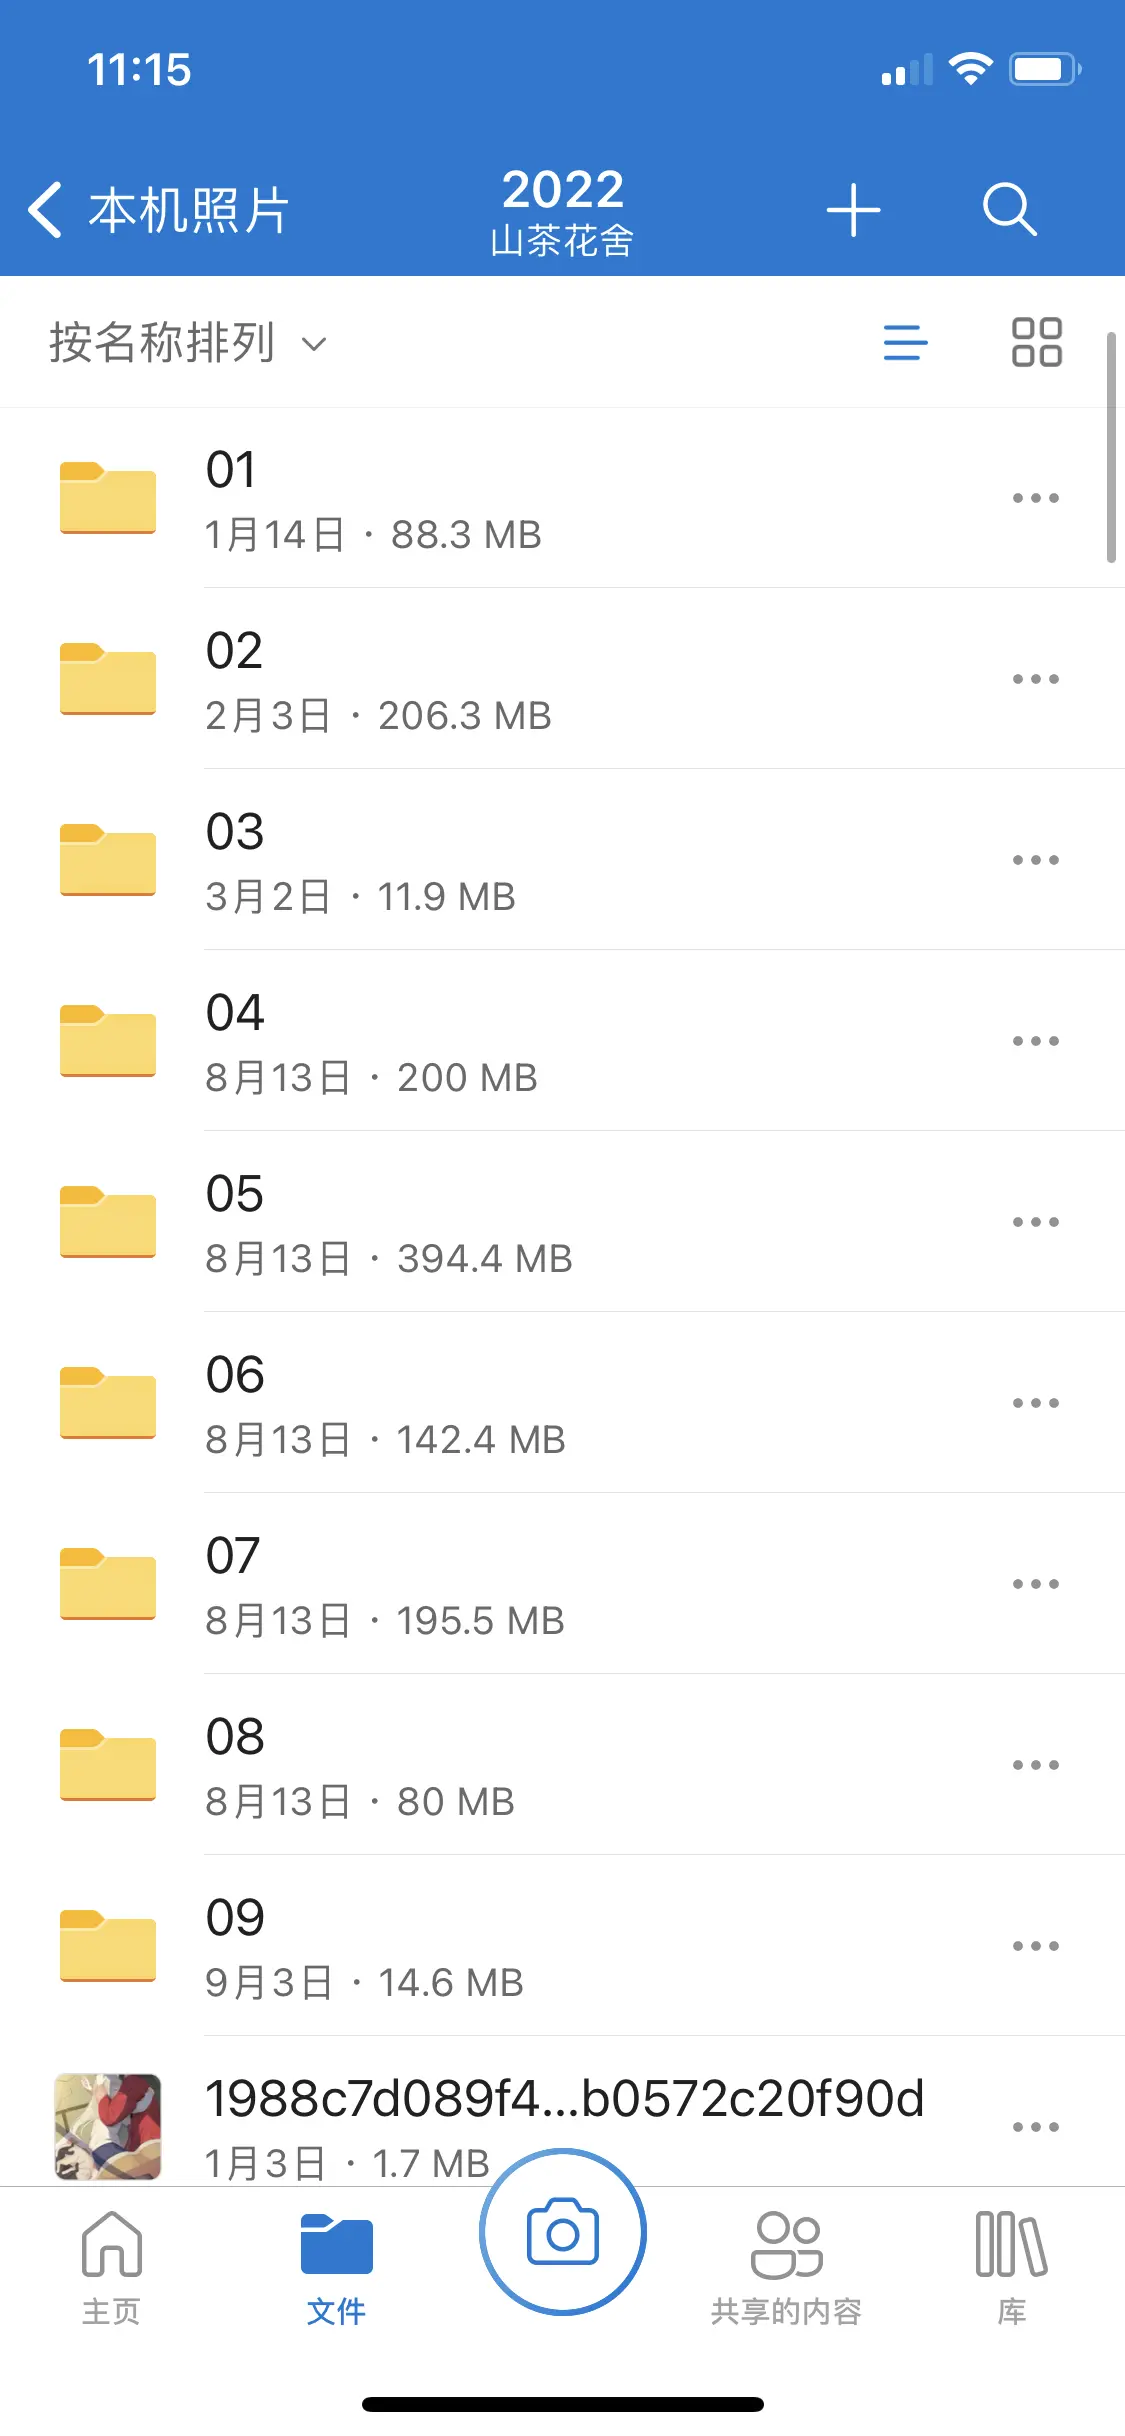 11:15
本机照片
2022
山茶花舍
按名称排列
01
1月14日 · 88.3 MB
02
2月3日 · 206.3 MB
03
3月2日 · 11.9 MB
04
8月13日 · 200 MB
05
8月13日 · 394.4 MB
06
8月13日 · 142.4 MB
07
8月13日 · 195.5 MB
08
8月13日 · 80 MB
09
9月3日 · 14.6 MB
1988c7d089f4...b0572c20f90d
1月3日 · 1.7 MB
主页
文件
共享的内容
库